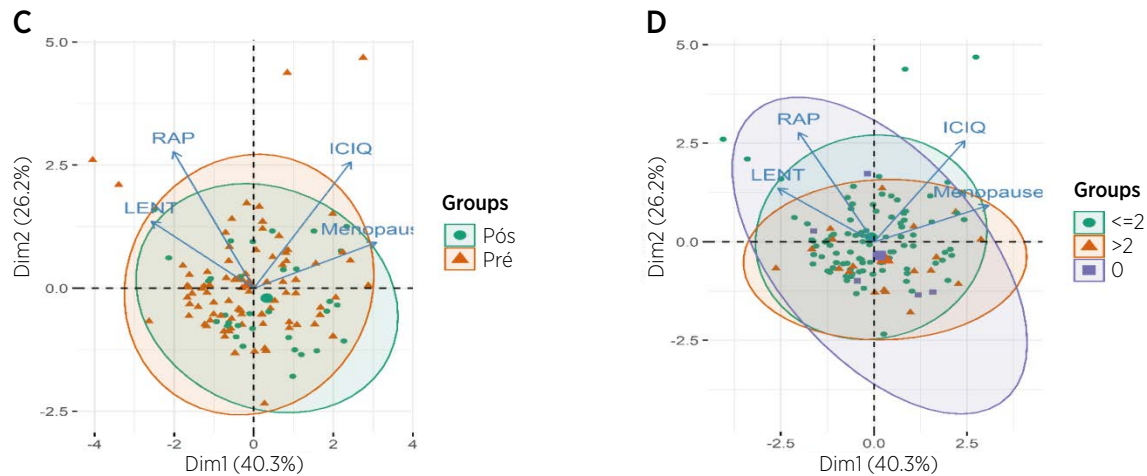 C
5.0
2.5
0.0
-2.5
Dim2 (26.2%)
RAP
ICIQ
LENT
Menopaus
-4
-2
0
2
4
Dim1 (40.3%)
Groups
Pós
Pré
D
5.0
2.5
0.0
-2.5
Dim2 (26.2%)
RAP
ICIQ
LENT
Menopause
-2.5
0.0
2.5
Dim1 (40.3%)
Groups
<=2
>2
0